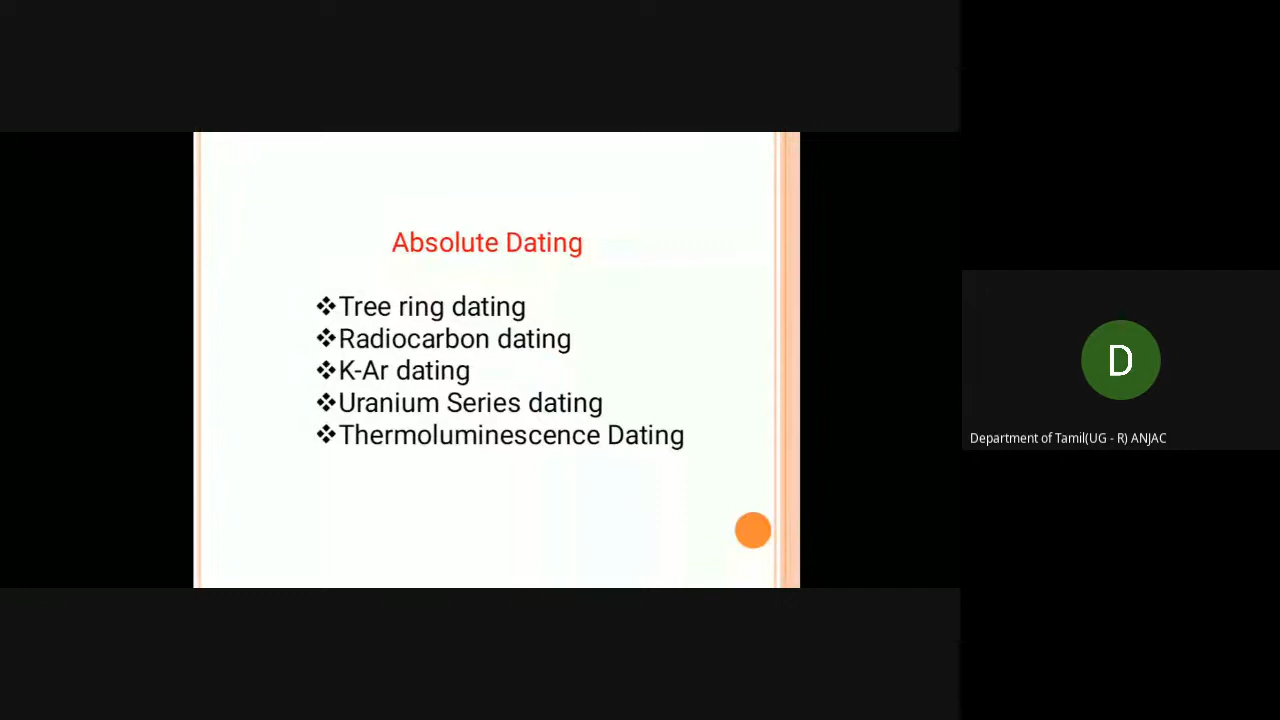 Absolute Dating
❖Tree ring dating
❖Radiocarbon dating
❖K-Ar dating
❖Uranium Series dating
❖Thermoluminescence Dating
D
Department of Tamil(UG - R) ANJAC